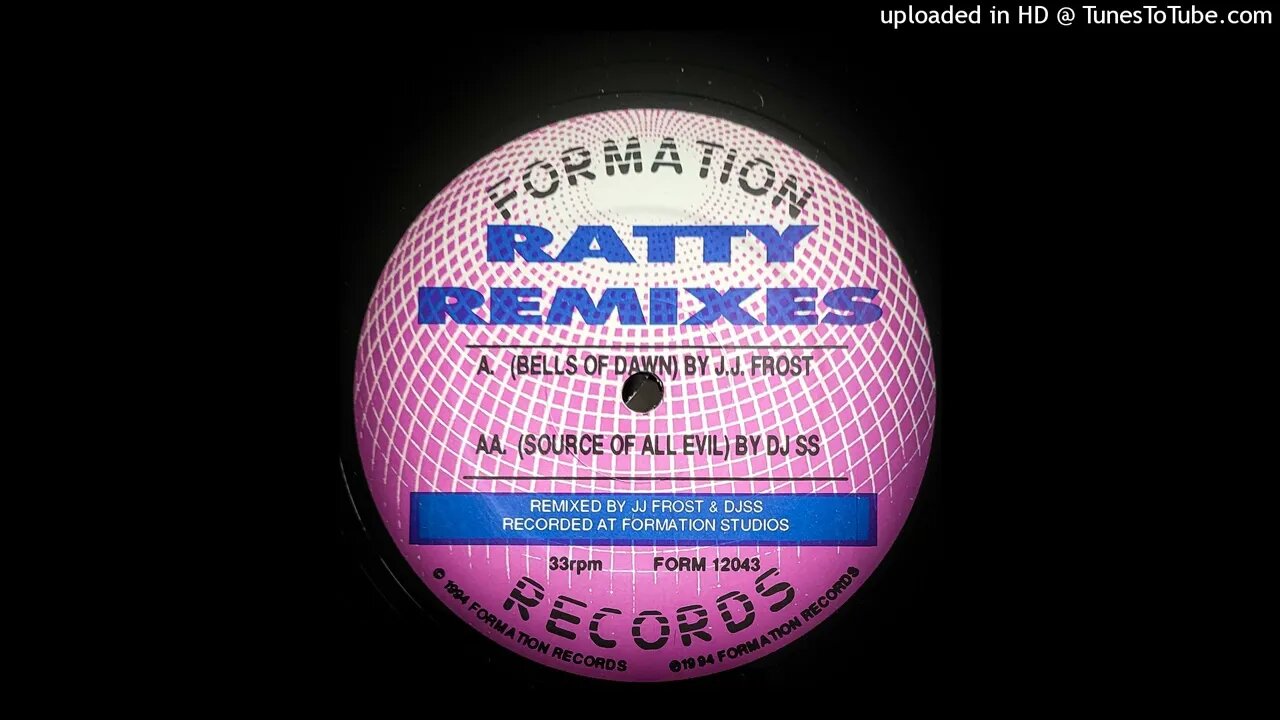 uploaded in HD @ TunesToTube.com
FORMATION
RATTY
REMIXES
A. (BELLS OF DAWN) BY J.J. FROST
AA. (SOURCE OF ALL EVIL) BY DJ SS
REMIXED BY JJ FROST & DJSS
RECORDED AT FORMATION STUDIOS
33rpm FORM 12043
RECORDS
© 1994 FORMATION RECORDS
©1994 FORMATION RECORDS